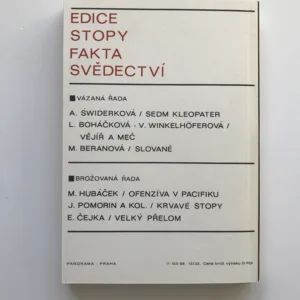 EDICE
STOPY
FAKTA
SVĚDECTVÍ
VÁZANÁ ŘADA
A. ŚWIDERKOVÁ / SEDM KLEOPATER
L. BOHÁČKOVÁ - V. WINKELHÖFEROVÁ /
VĚJÍŘ A MEČ
M. BERANOVÁ / SLOVANÉ
BROŽOVANÁ ŘADA
M. HUBÁČEK / OFENZÍVA V PACIFIKU
J. POMORIN A KOL. / KRVAVÉ STOPY
E. ČEJKA / VELKÝ PŘELOM
PANORAMA - PRAHA